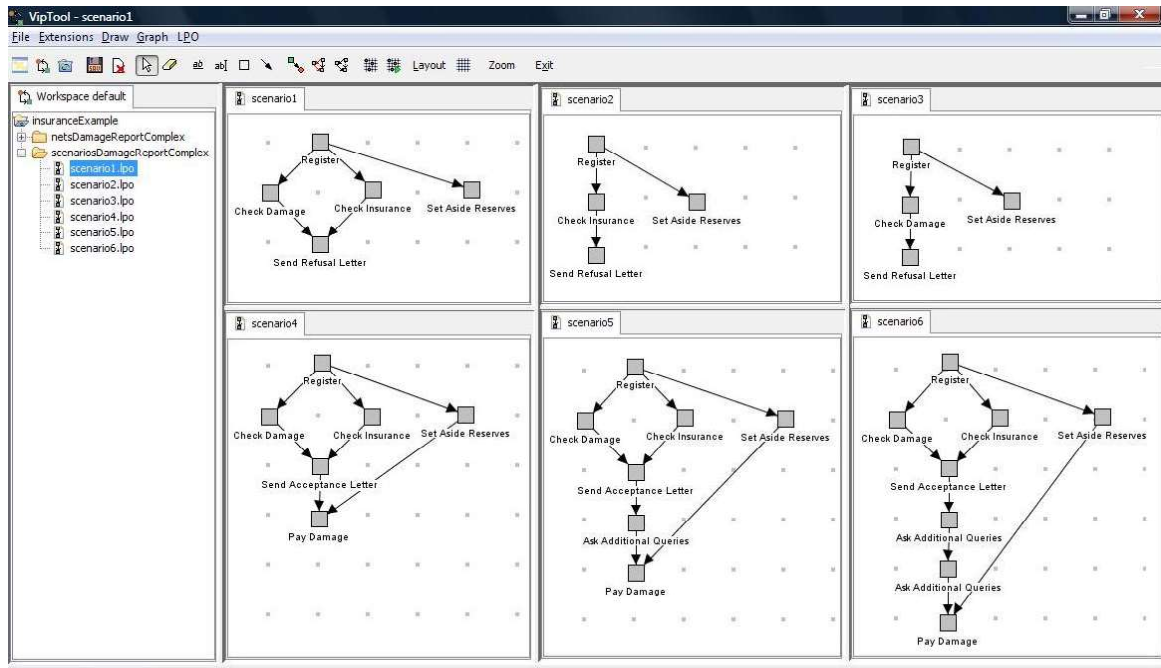 VipTool - scenario1
File Extensions Draw Graph LPO
ab ab Layout Zoom Exit
Workspace default
insuranceExample
netsDamageReportComplex
scenariosDamageReportComplex
scenario1.lpo
scenario2.lpo
scenario3.lpo
scenario4.lpo
scenario5.lpo
scenario6.lpo
scenario1
Register
Check Damage Check Insurance Set Aside Reserves
Send Refusal Letter
scenario2
Register
Check Insurance Set Aside Reserves
Send Refusal Letter
scenario3
Register
Check Damage Set Aside Reserves
Send Refusal Letter
scenario4
Register
Check Damage Check Insurance Set Aside Reserves
Send Acceptance Letter
Pay Damage
scenario5
Register
Check Damage Check Insurance Set Aside Reserves
Send Acceptance Letter
Ask Additional Queries
Pay Damage
scenario6
Register
Check Damage Check Insurance Set Aside Reserves
Send Acceptance Letter
Ask Additional Queries
Ask Additional Queries
Pay Damage